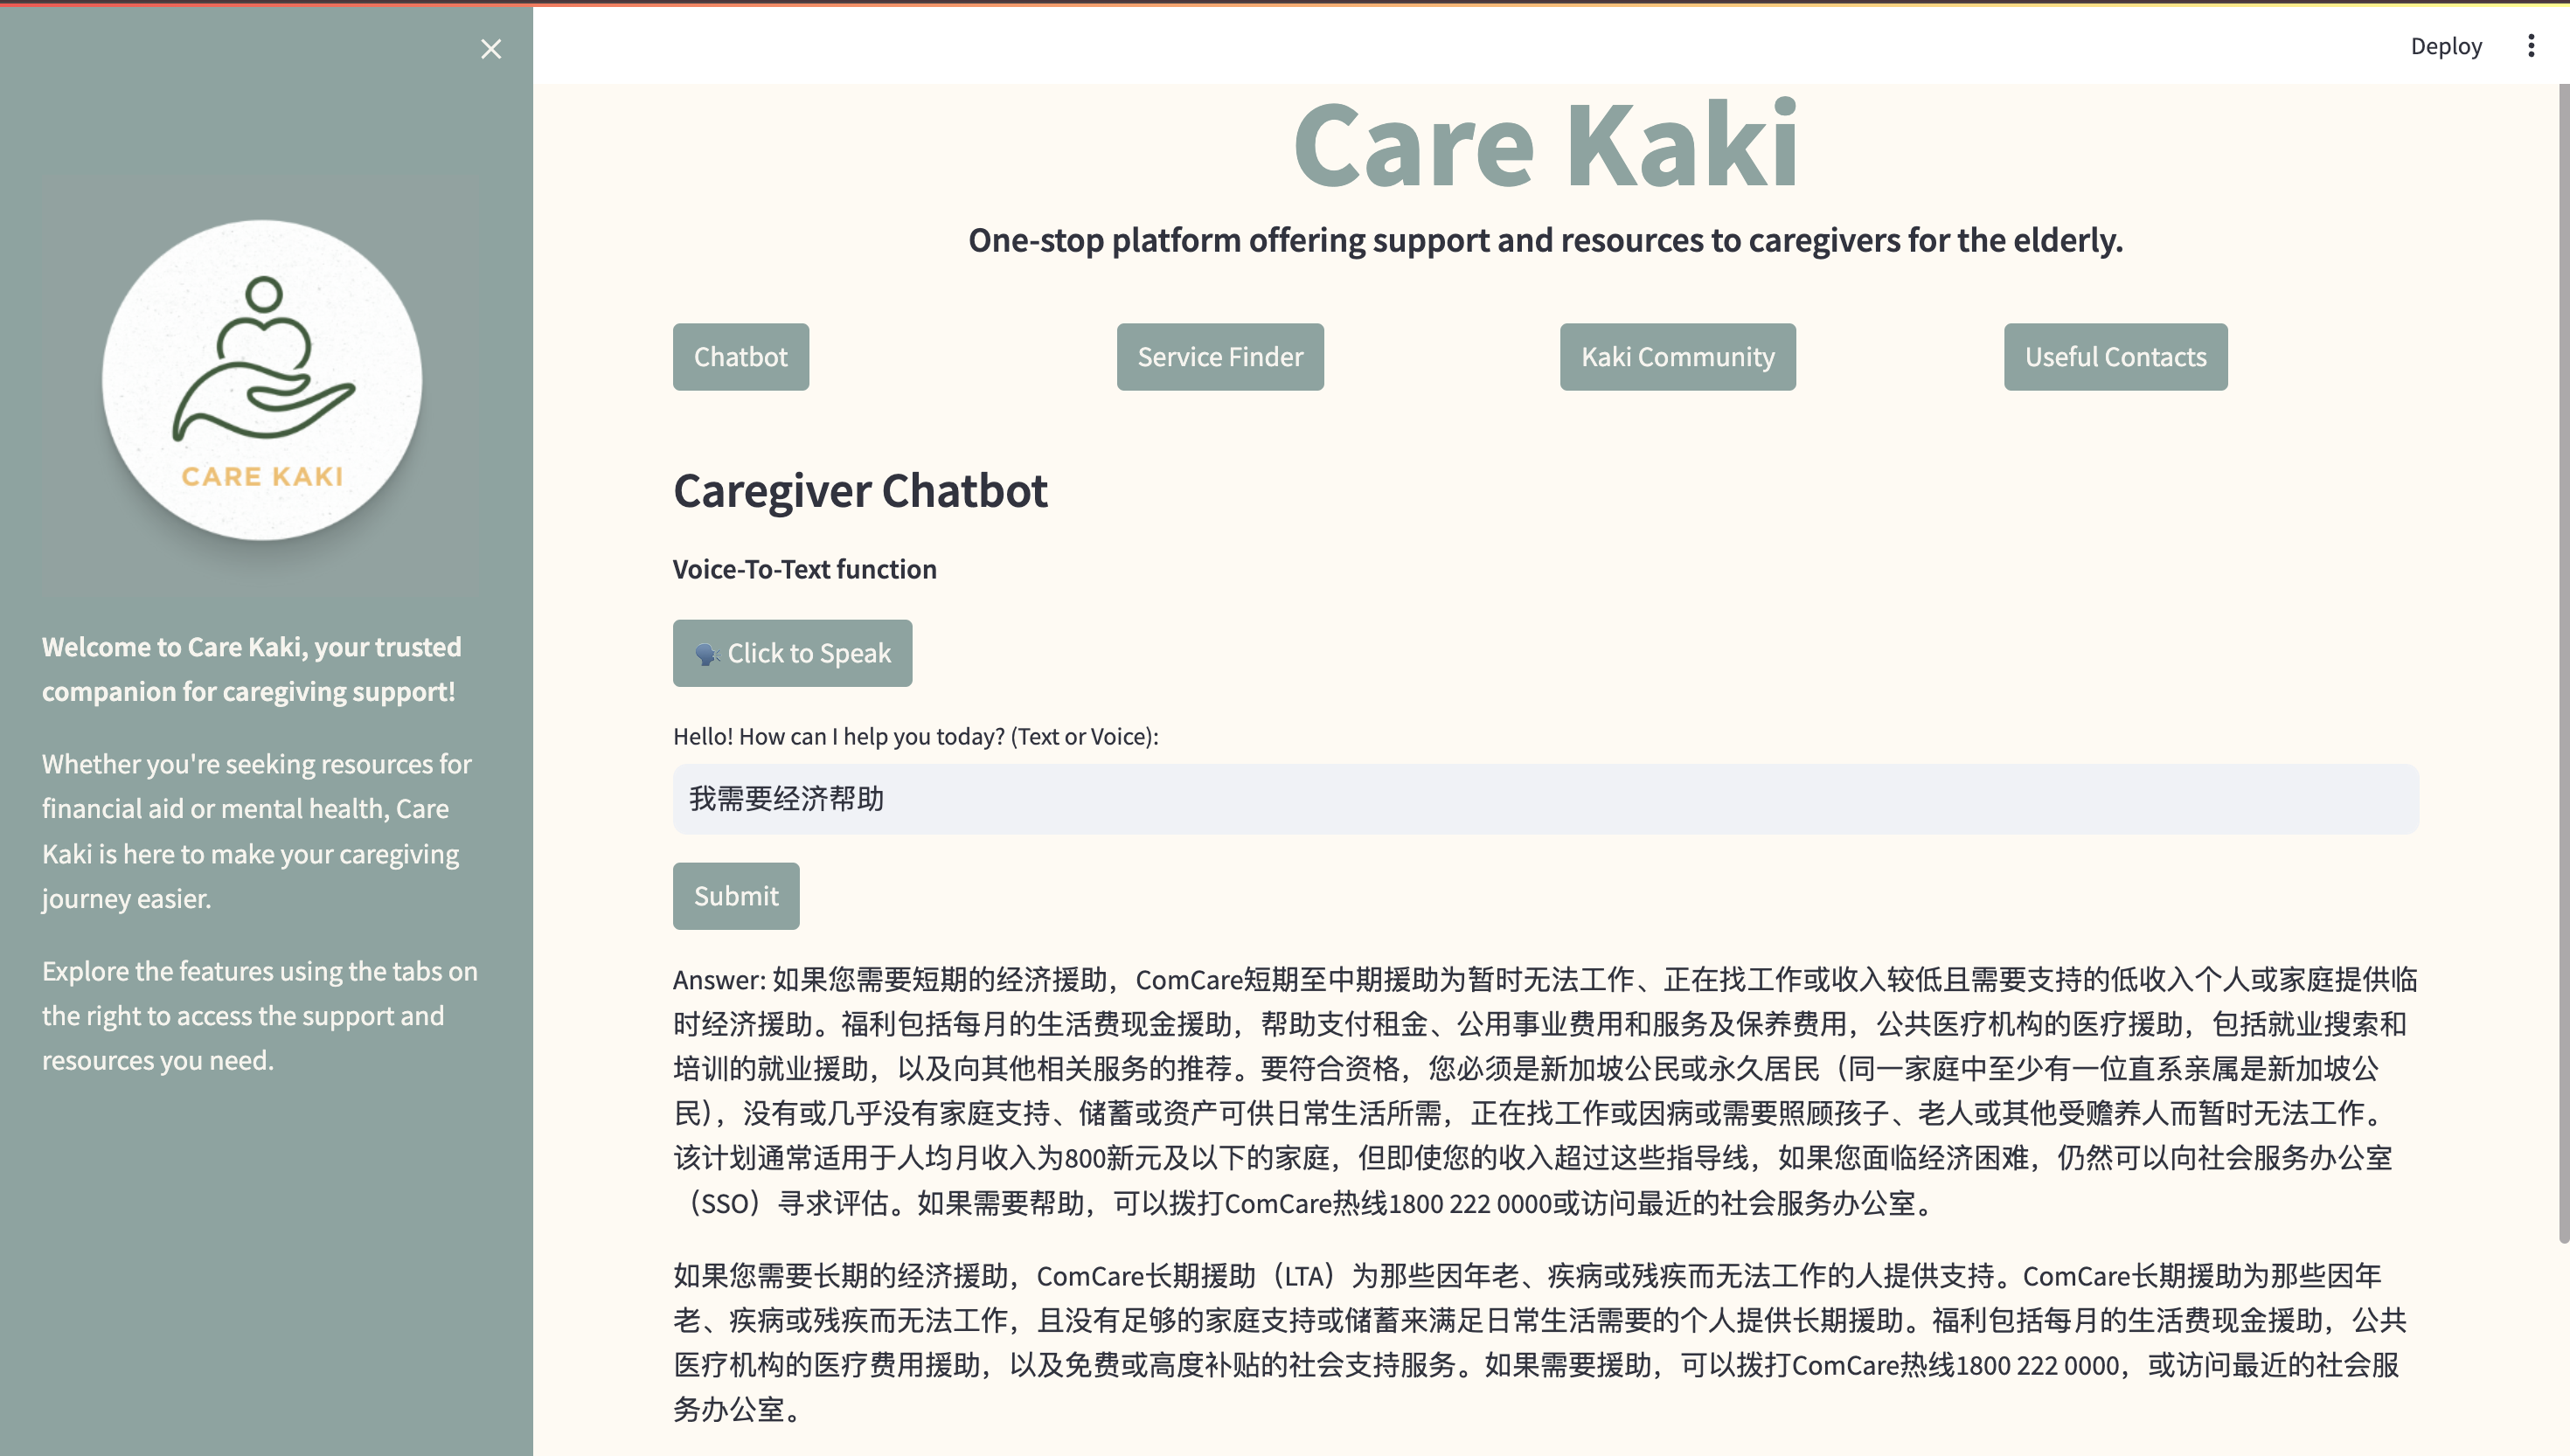 Deploy
CARE KAKI
Welcome to Care Kaki, your trusted
companion for caregiving support!
Whether you're seeking resources for
financial aid or mental health, Care
Kaki is here to make your caregiving
journey easier.
Explore the features using the tabs on
the right to access the support and
resources you need.
Care Kaki
One-stop platform offering support and resources to caregivers for the elderly.
Chatbot
Service Finder
Kaki Community
Useful Contacts
Caregiver Chatbot
Voice-To-Text function
Click to Speak
Hello! How can I help you today? (Text or Voice):
我需要经济帮助
Submit
Answer: 如果您需要短期的经济援助，ComCare短期至中期援助为暂时无法工作、正在找工作或收入较低且需要支持的低收入个人或家庭提供临
时经济援助。福利包括每月的生活费现金援助，帮助支付租金、公用事业费用和服务及保养费用，公共医疗机构的医疗援助，包括就业搜索和
培训的就业援助，以及向其他相关服务的推荐。要符合资格，您必须是新加坡公民或永久居民（同一家庭中至少有一位直系亲属是新加坡公
民），没有或几乎没有家庭支持、储蓄或资产可供日常生活所需，正在找工作或因病或需要照顾孩子、老人或其他受赡养人而暂时无法工作。
该计划通常适用于人均月收入为800新元及以下的家庭，但即使您的收入超过这些指导线，如果您面临经济困难，仍然可以向社会服务办公室
（SSO）寻求评估。如果需要帮助，可以拨打ComCare热线1800 222 0000或访问最近的社会服务办公室。
如果您需要长期的经济援助，ComCare长期援助（LTA）为那些因年老、疾病或残疾而无法工作的人提供支持。ComCare长期援助为那些因年
老、疾病或残疾而无法工作，且没有足够的家庭支持或储蓄来满足日常生活需要的个人提供长期援助。福利包括每月的生活费现金援助，公共
医疗机构的医疗费用援助，以及免费或高度补贴的社会支持服务。如果需要援助，可以拨打ComCare热线1800 222 0000，或访问最近的社会服
务办公室。